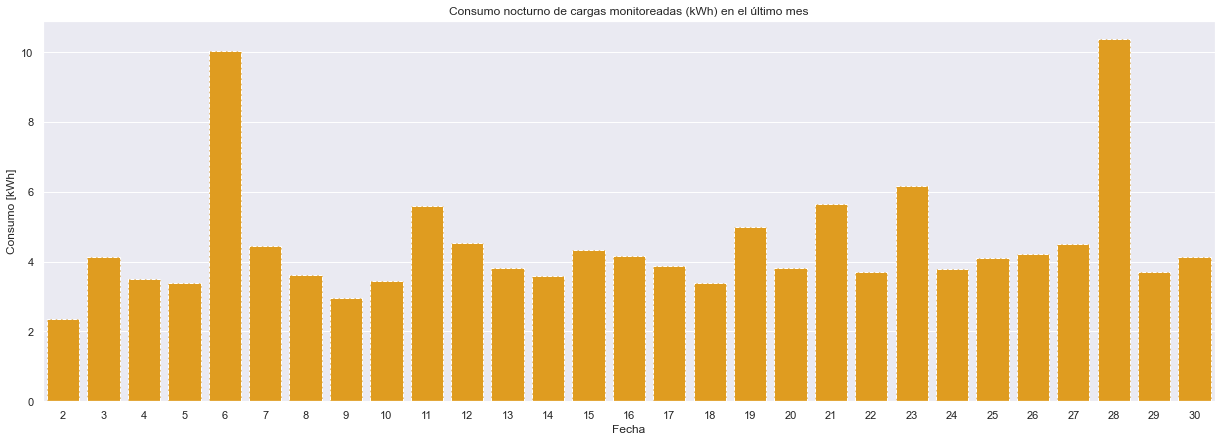 Consumo nocturno de cargas monitoreadas (kWh) en el último mes
Consumo [kWh]
10
8
6
4
2
0
2 3 4 5 6 7 8 9 10 11 12 13 14 15 16 17 18 19 20 21 22 23 24 25 26 27 28 29 30
Fecha